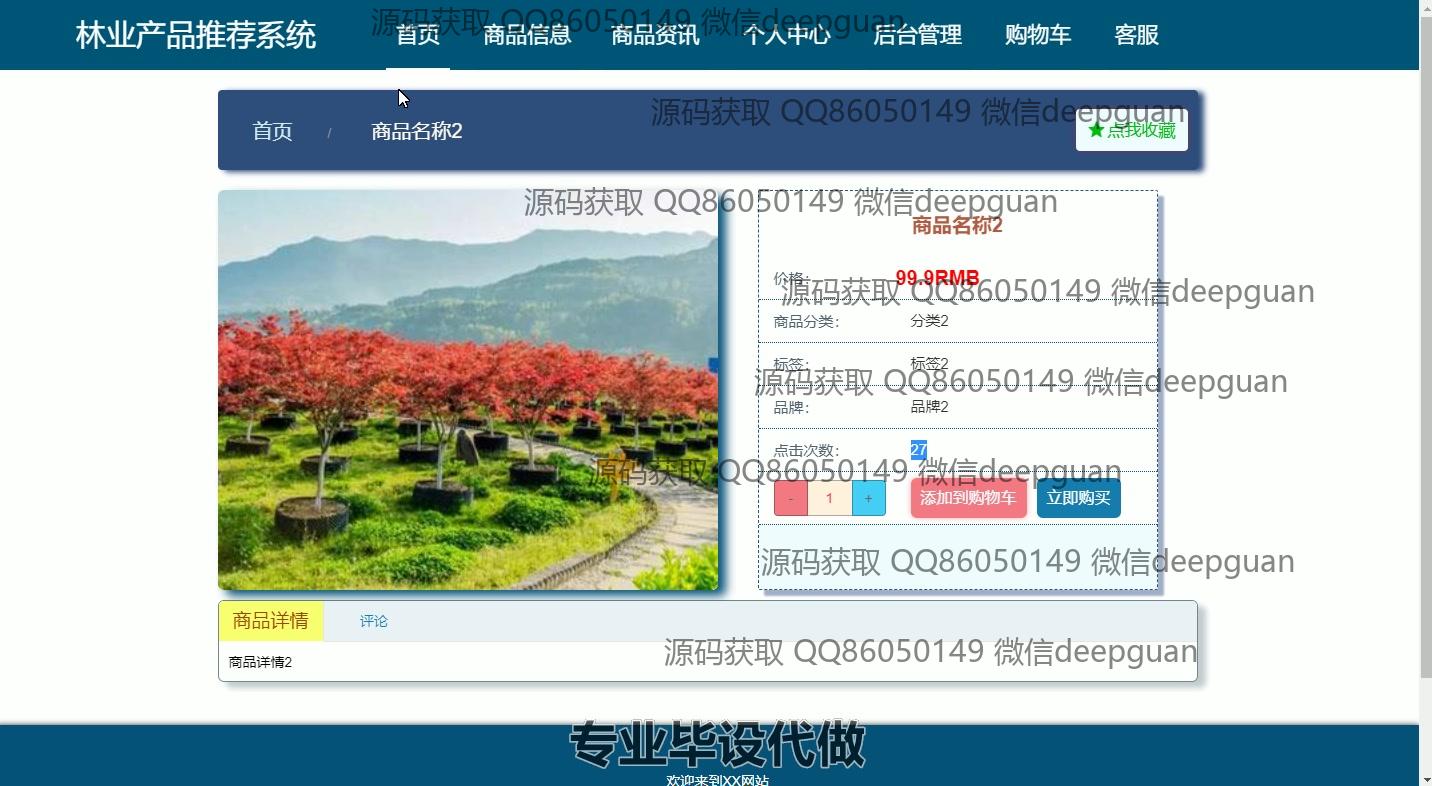 林业产品推荐系统
首页 商品信息 商品资讯 个人中心 后台管理 购物车 客服
源码获取 QQ86050149 微信deepguan
源码获取 QQ86050149 微信deepguan
首页 / 商品名称2 ★点我收藏
源码获取 QQ86050149 微信deepguan
商品名称2
价格: 99.9RMB
源码获取 QQ86050149 微信deepguan
商品分类: 分类2
标签: 标签2
源码获取 QQ86050149 微信deepguan
品牌: 品牌2
点击次数: 27
源码获取 QQ86050149 微信deepguan
- 1 + 添加到购物车 立即购买
源码获取 QQ86050149 微信deepguan
商品详情 评论
源码获取 QQ86050149 微信deepguan
商品详情2
专业毕设代做
欢迎来到XX网站